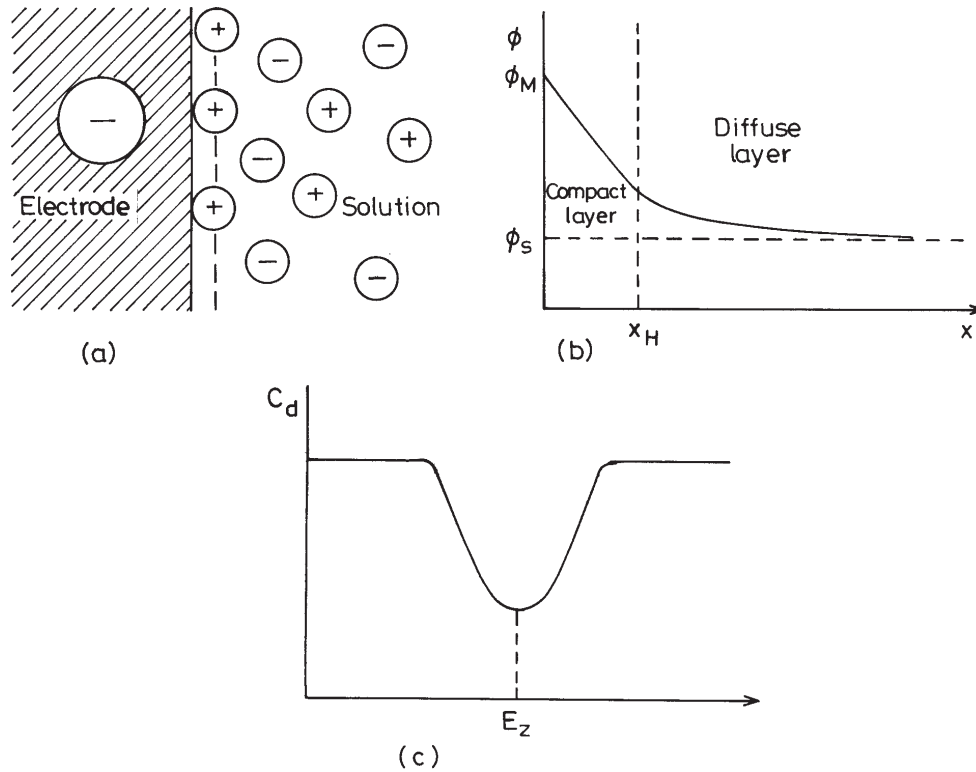 +
−
+
−
−
+
+
−
+
−
+
−
−
Electrode
Solution
(a)
ϕ
ϕM
Diffuse
layer
Compact
layer
ϕS
xH
x
(b)
Cd
Ez
(c)